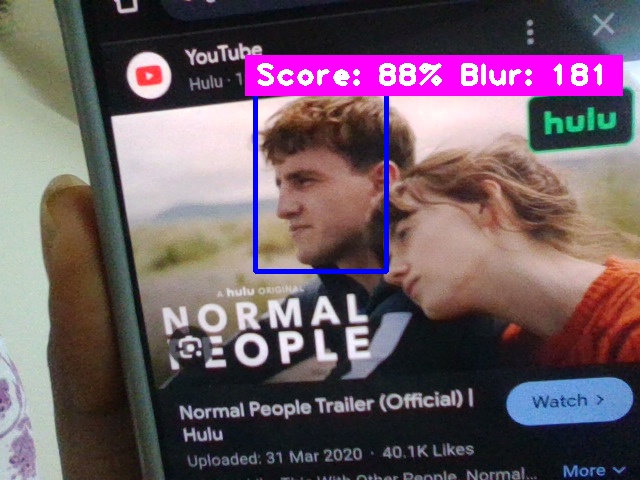 YouTube
Hulu · 1
Score: 88% Blur: 181
hulu
A hulu ORIGINAL
NORMAL
PEOPLE
Normal People Trailer (Official) |
Hulu
Watch >
Uploaded: 31 Mar 2020 · 40.1K Likes
This With Other People, Normal...
More